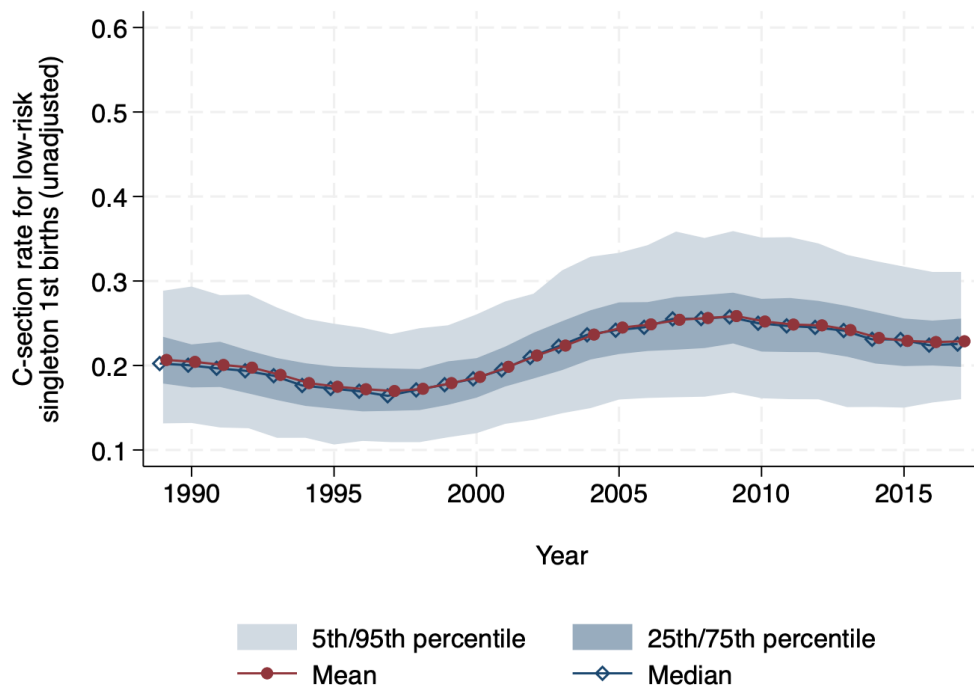 C-section rate for low-risk
singleton 1st births (unadjusted)
0.6
0.5
0.4
0.3
0.2
0.1
1990 1995 2000 2005 2010 2015
Year
5th/95th percentile 25th/75th percentile
Mean Median